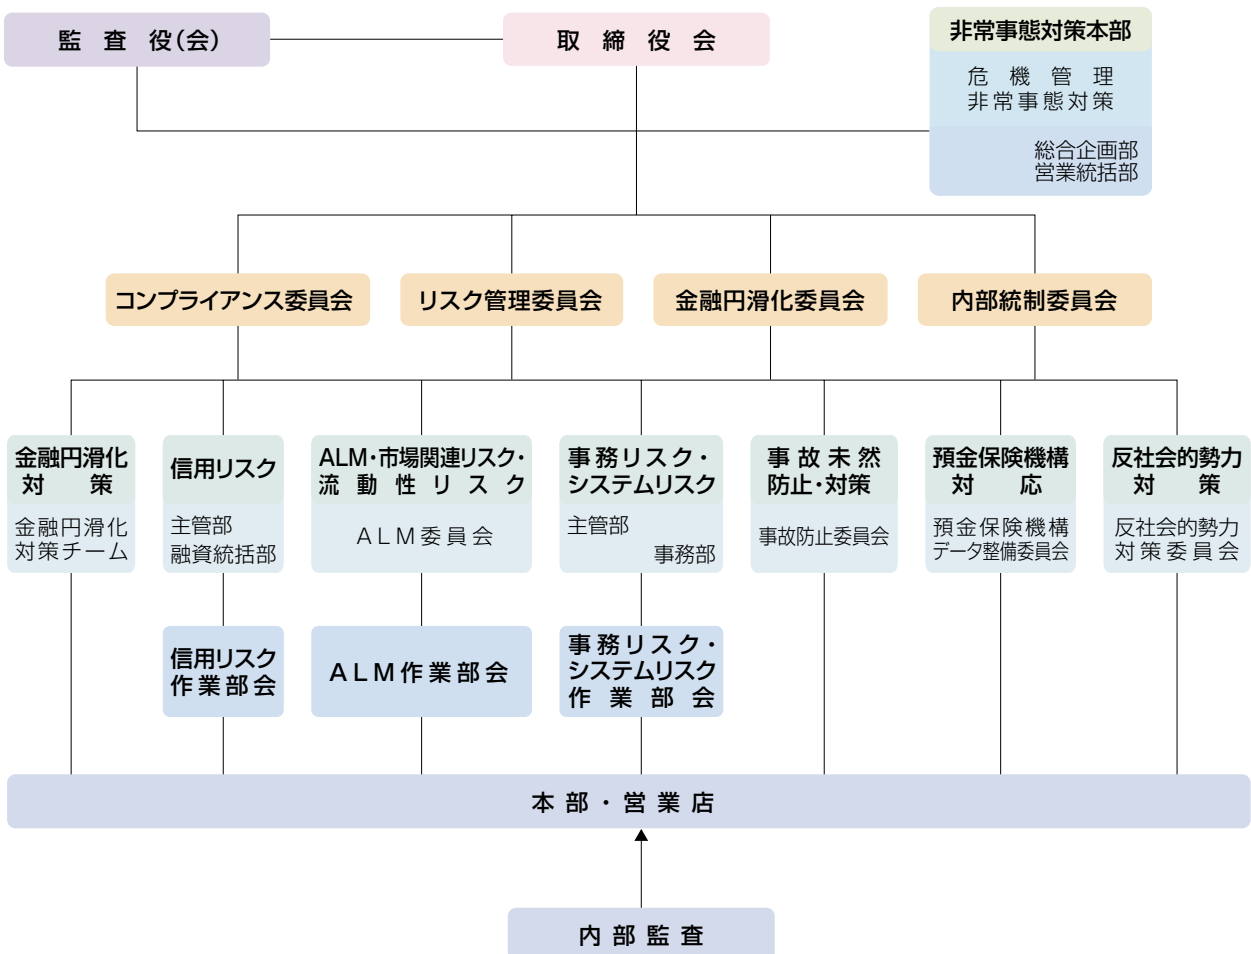 監査役(会)
取締役会
非常事態対策本部
危機管理
非常事態対策
総合企画部
営業統括部
コンプライアンス委員会
リスク管理委員会
金融円滑化委員会
内部統制委員会
金融円滑化
対策
金融円滑化
対策チーム
信用リスク
主管部
融資統括部
ALM・市場関連リスク・
流動性リスク
ALM委員会
事務リスク・
システムリスク
主管部
事務部
事故未然
防止・対策
事故防止委員会
預金保険機構
対応
預金保険機構
データ整備委員会
反社会的勢力
対策
反社会的勢力
対策委員会
信用リスク
作業部会
ALM作業部会
事務リスク・
システムリスク
作業部会
本部・営業店
内部監査